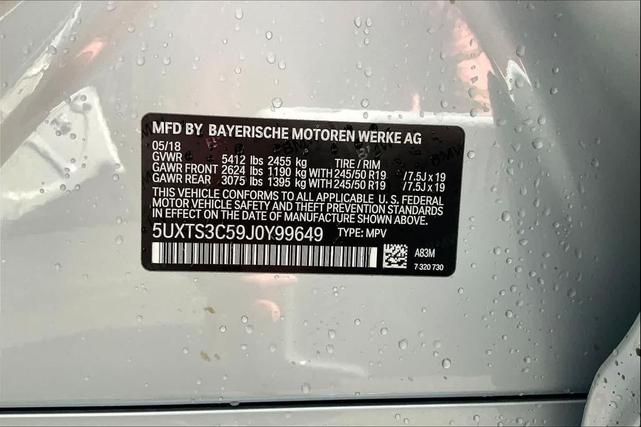 MFD BY BAYERISCHE MOTOREN WERKE AG
05/18
GVWR 5412 lbs 2455 kg TIRE / RIM
GAWR FRONT 2624 lbs 1190 kg WITH 245/50 R19 / 7.5J x 19
GAWR REAR 3075 lbs 1395 kg WITH 245/50 R19 / 7.5J x 19
THIS VEHICLE CONFORMS TO ALL APPLICABLE U. S. FEDERAL
MOTOR VEHICLE SAFETY AND THEFT PREVENTION STANDARDS
IN EFFECT ON THE DATE OF MANUFACTURE SHOWN ABOVE.
5UXTS3C59J0Y99649 TYPE: MPV
A83M
7 320 730